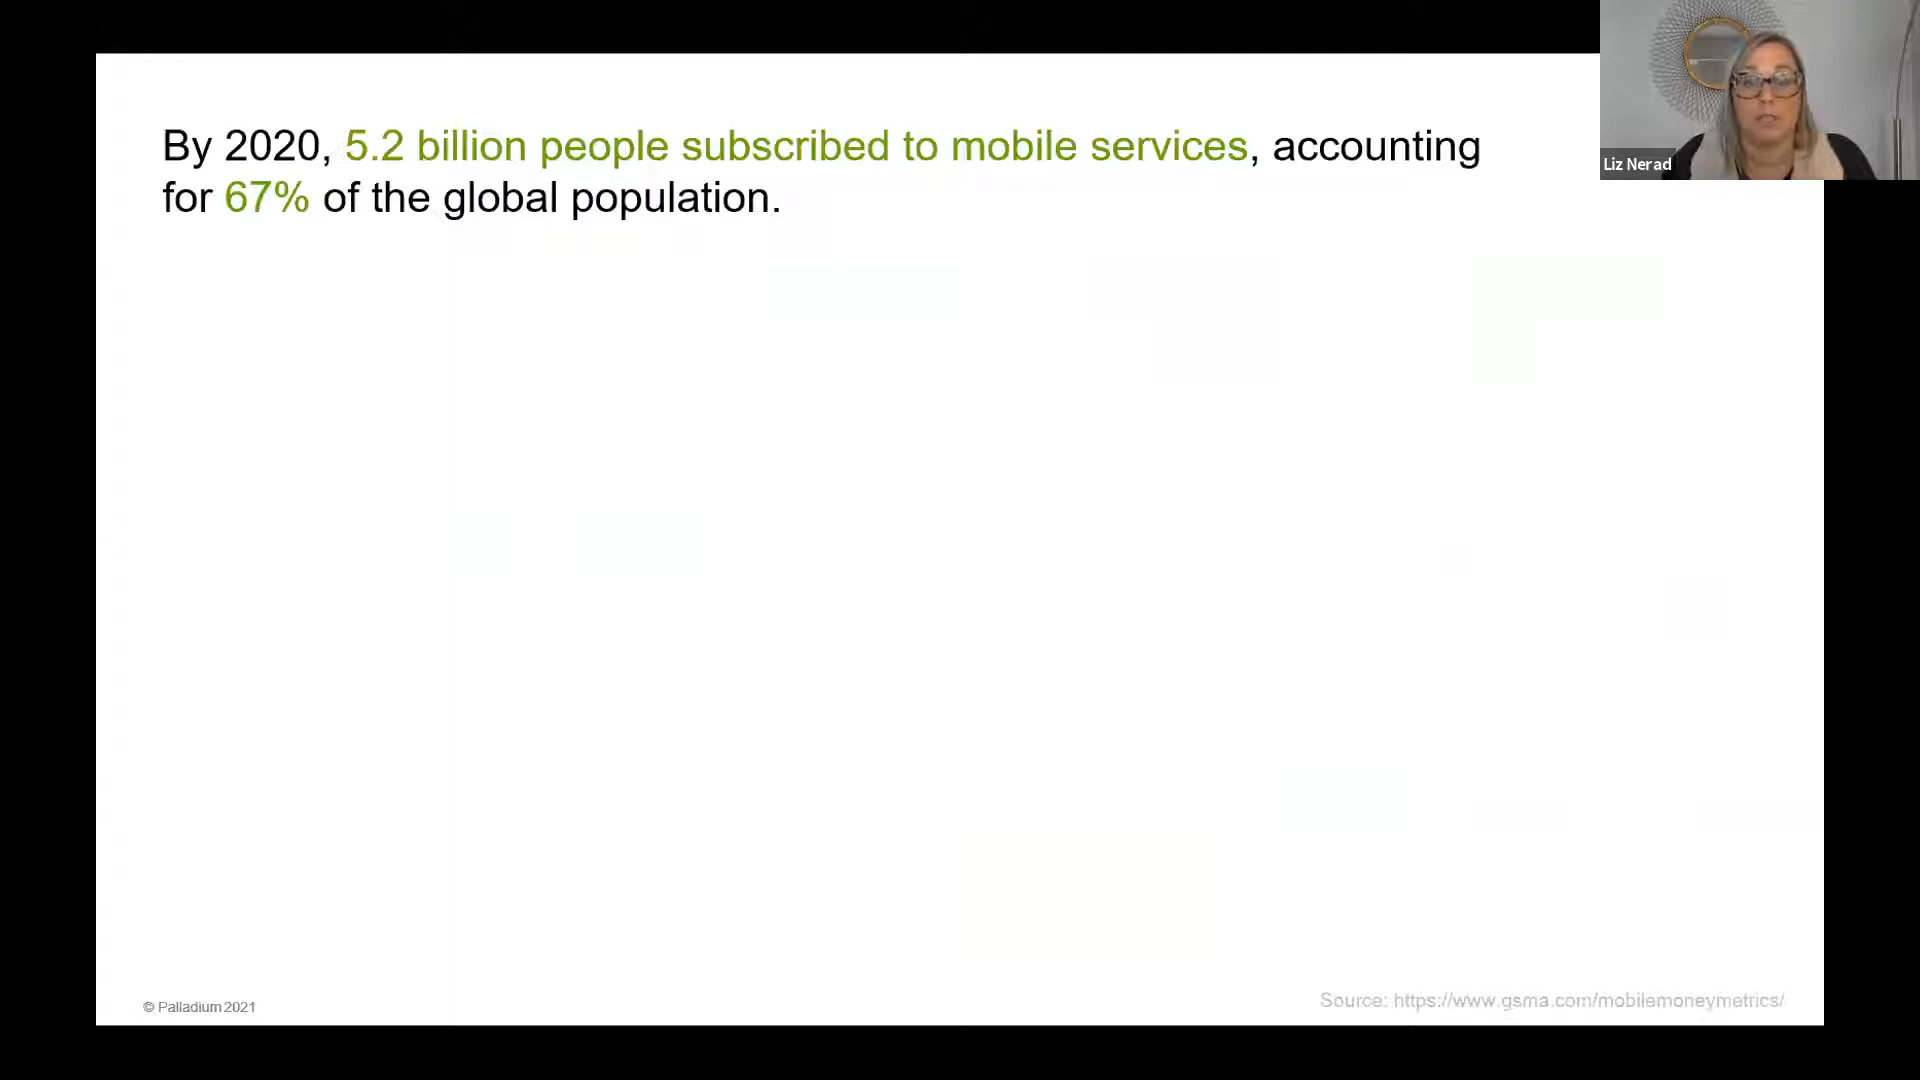 By 2020, 5.2 billion people subscribed to mobile services, accounting
for 67% of the global population.
Liz Nerad
© Palladium 2021
Source: https://www.gsma.com/mobilemoneymetrics/